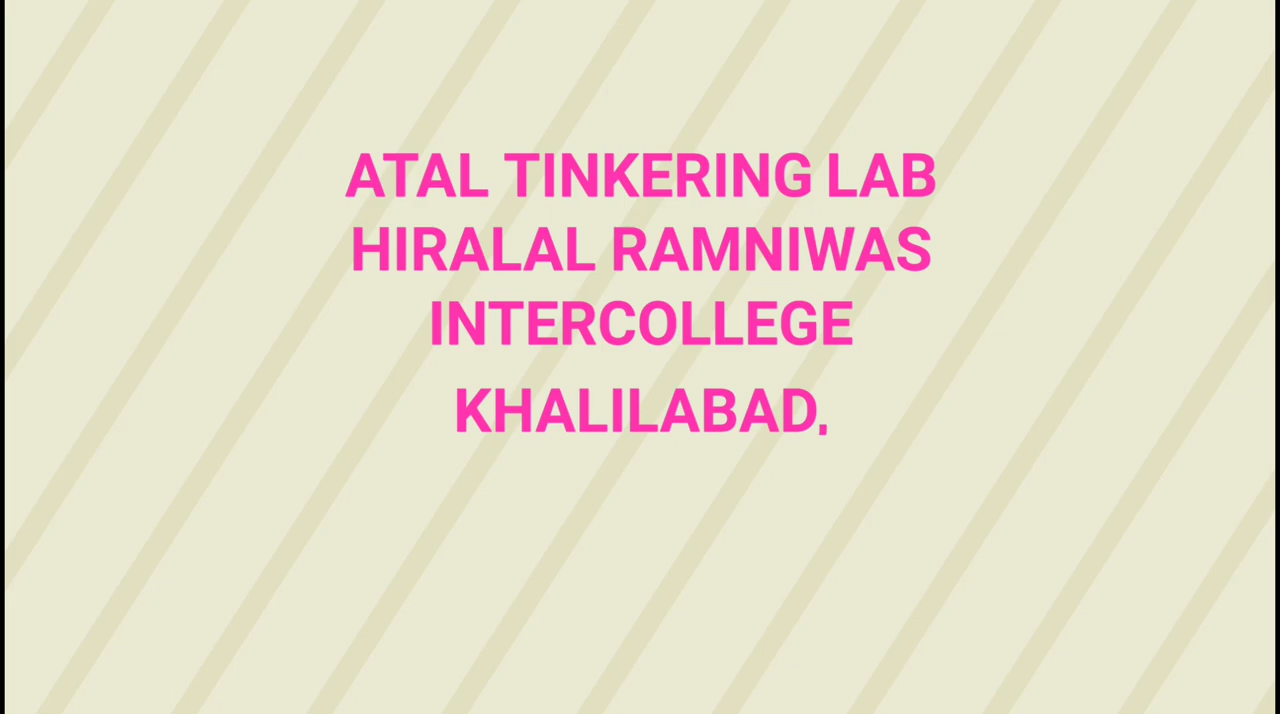 ATAL TINKERING LAB
HIRALAL RAMNIWAS
INTERCOLLEGE
KHALILABAD,